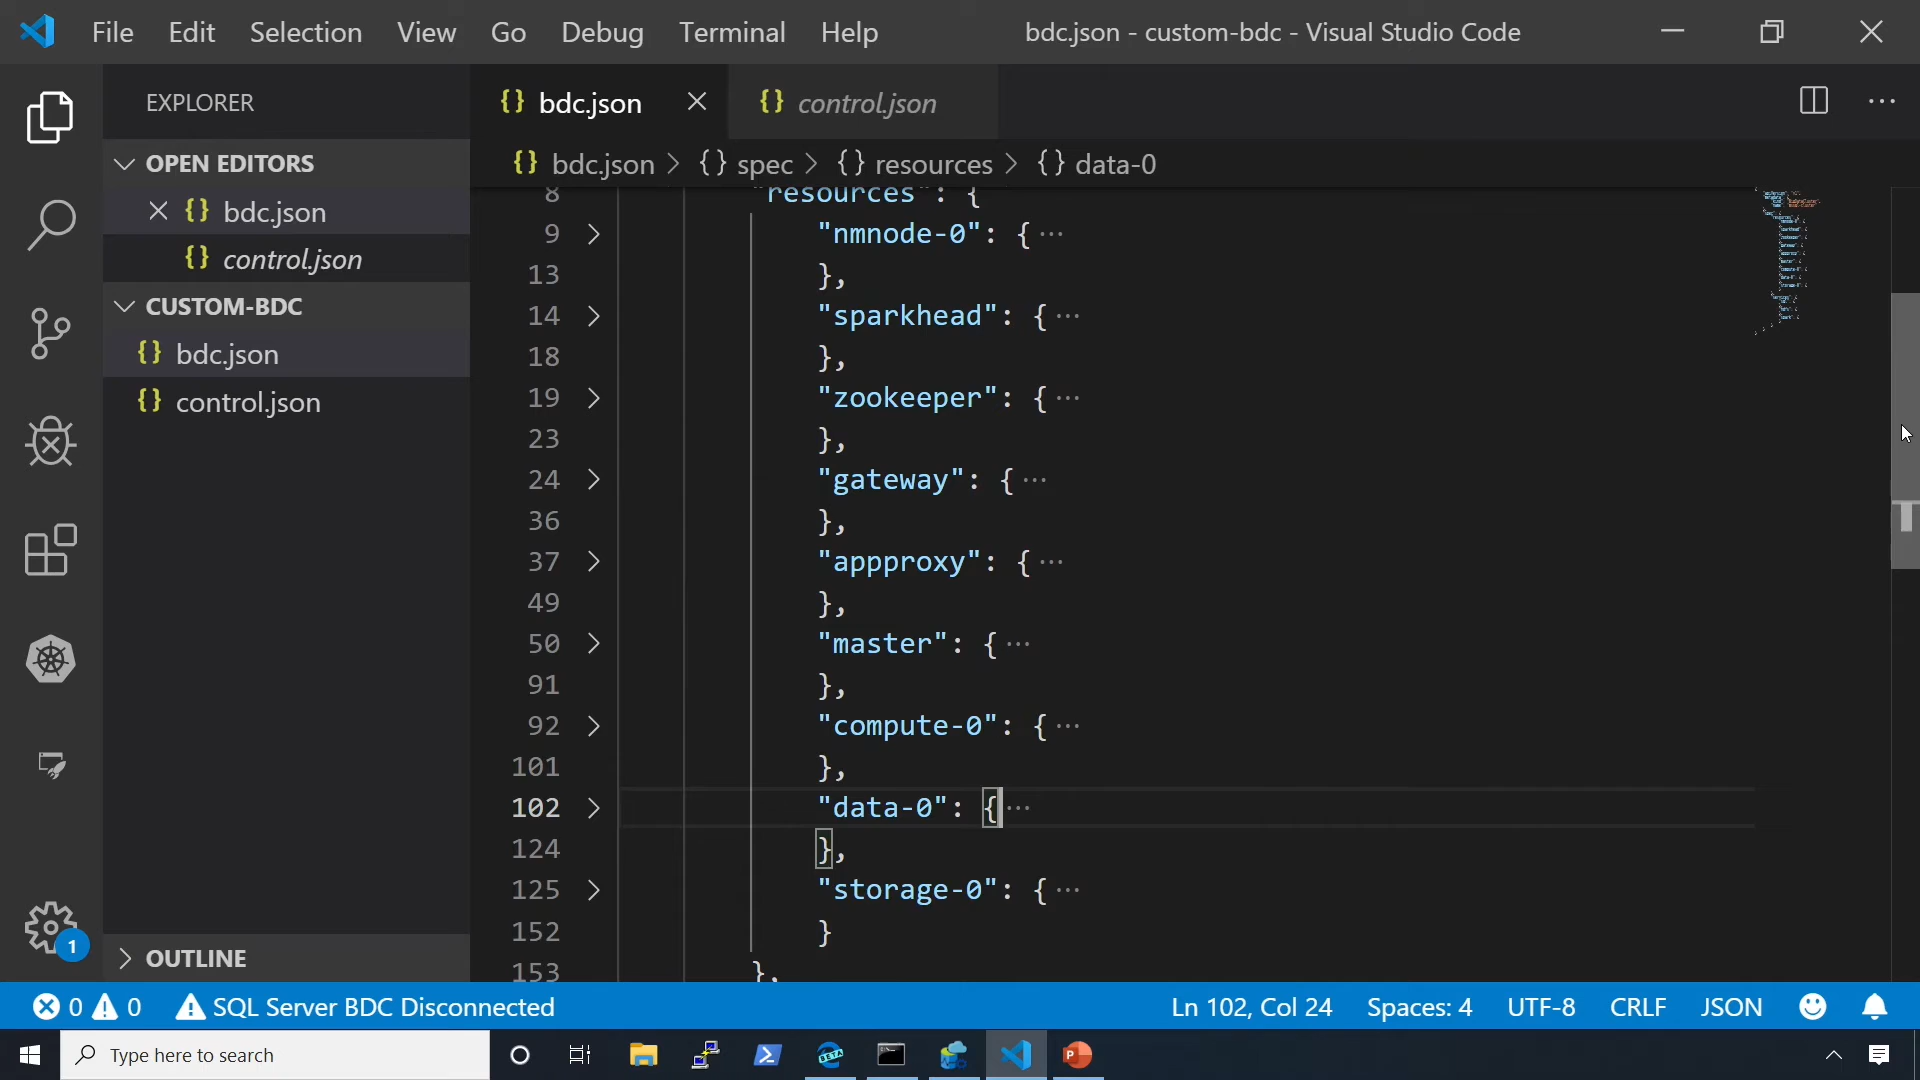 File Edit Selection View Go Debug Terminal Help bdc.json - custom-bdc - Visual Studio Code
EXPLORER
OPEN EDITORS
bdc.json
control.json
CUSTOM-BDC
bdc.json
control.json
OUTLINE
bdc.json control.json
bdc.json > {} spec > {} resources > {} data-0
8 "resources": {
9 > "nmnode-0": {···
13 },
14 > "sparkhead": {···
18 },
19 > "zookeeper": {···
23 },
24 > "gateway": {···
36 },
37 > "appproxy": {···
49 },
50 > "master": {···
91 },
92 > "compute-0": {···
101 },
102 > "data-0": {···
124 },
125 > "storage-0": {···
152 }
153 },
0 0 SQL Server BDC Disconnected Ln 102, Col 24 Spaces: 4 UTF-8 CRLF JSON
1
Type here to search
BETA